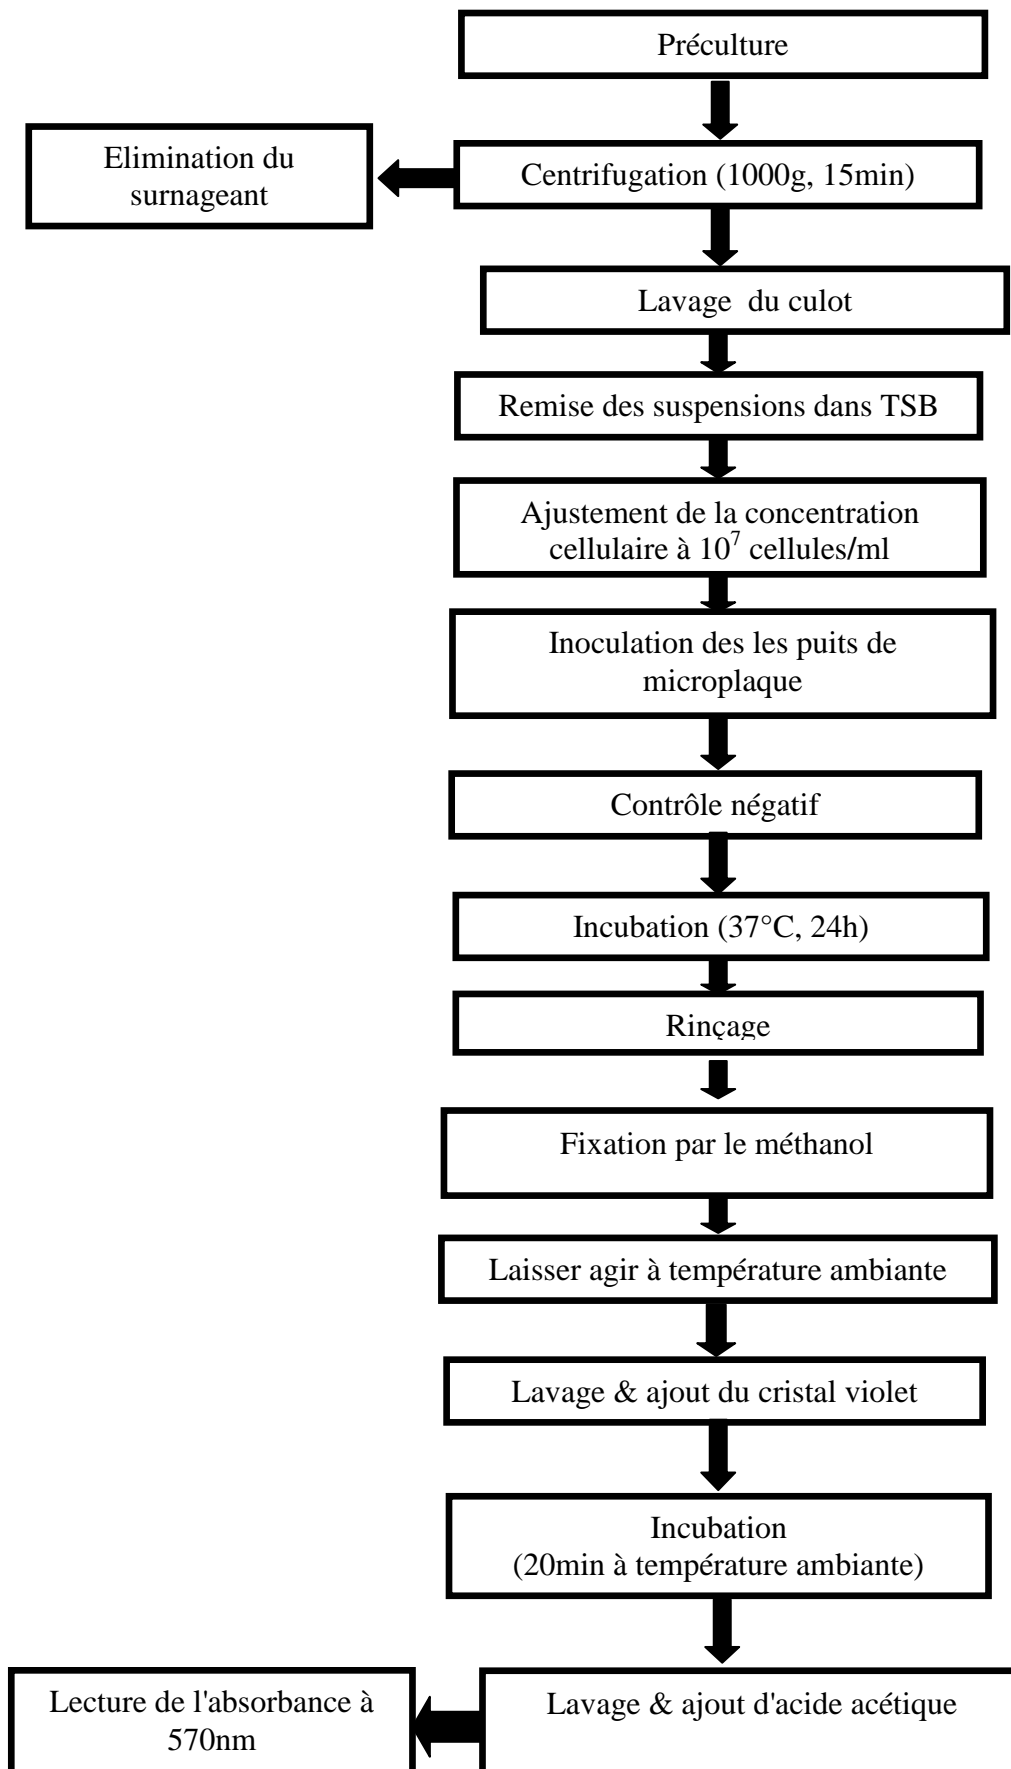 Préculture
Centrifugation (1000g, 15min)
Elimination du
surnageant
Lavage du culot
Remise des suspensions dans TSB
Ajustement de la concentration
cellulaire à 10⁷ cellules/ml
Inoculation des les puits de
microplaque
Contrôle négatif
Incubation (37°C, 24h)
Rinçage
Fixation par le méthanol
Laisser agir à température ambiante
Lavage & ajout du cristal violet
Incubation
(20min à température ambiante)
Lavage & ajout d'acide acétique
Lecture de l'absorbance à
570nm